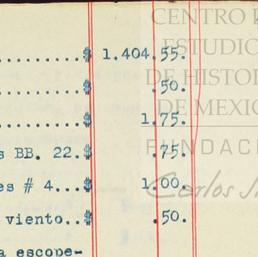 CENTRO
ESTUDIO
DE HISTOR
DE MEXIC
FUNDACI
Carlos
..........$ 1.404.55.
..........$ .50.
..........$ 1.75.
s BB. 22.$ .75.
es # 4...$ 1.00.
viento..$ .50.
a escope-